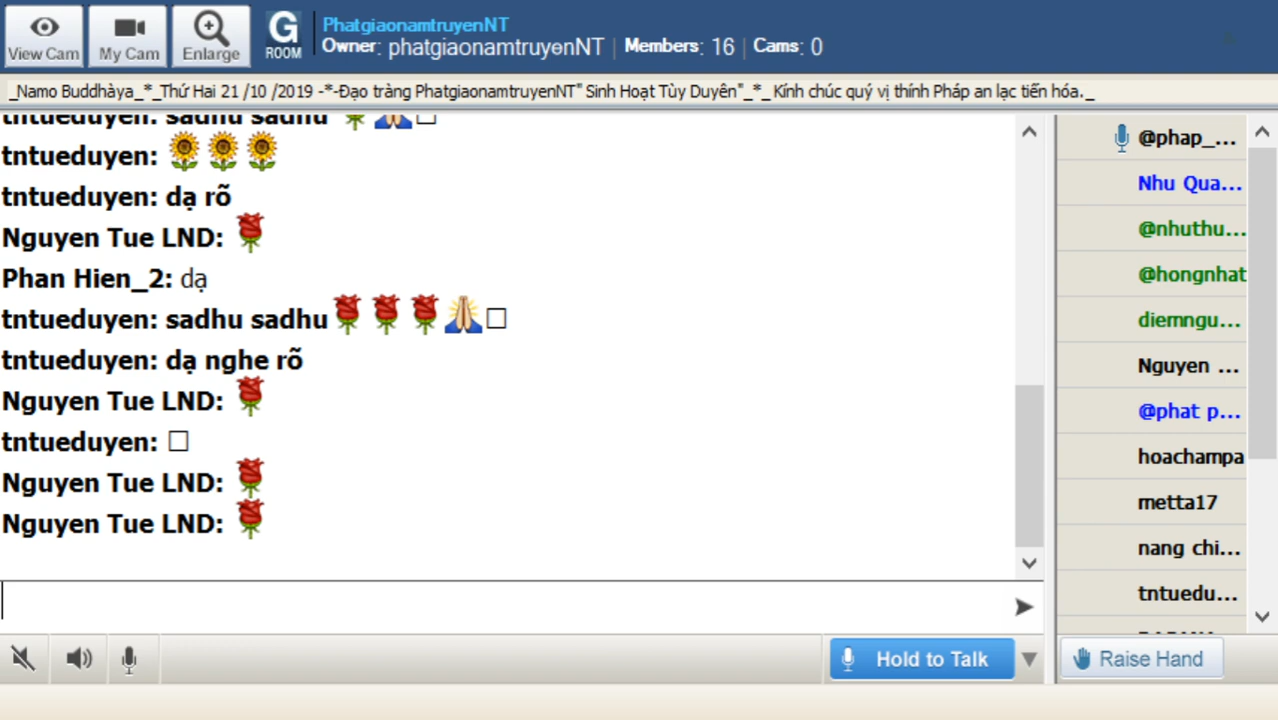 View Cam
My Cam
Enlarge
G
ROOM
PhatgiaonamtruyenNT
Owner: phatgiaonamtruyenNT | Members: 16 | Cams: 0
_Namo Buddhàya_*_Thứ Hai 21 /10 /2019 -*-Đạo tràng PhatgiaonamtruyenNT" Sinh Hoạt Tùy Duyên"_*_ Kính chúc quý vị thính Pháp an lạc tiến hóa._
tntueduyen: sadhu sadhu
tntueduyen: 🌻🌻🌻
tntueduyen: dạ rõ
Nguyen Tue LND: 🌹
Phan Hien_2: dạ
tntueduyen: sadhu sadhu🌹🌹🌹🙏□
tntueduyen: dạ nghe rõ
Nguyen Tue LND: 🌹
tntueduyen: □
Nguyen Tue LND: 🌹
Nguyen Tue LND: 🌹
@phap_...
Nhu Qua...
@nhuthu...
@hongnhat
diemngu...
Nguyen ...
@phat p...
hoachampa
metta17
nang chi...
tntuedu...
Hold to Talk
Raise Hand